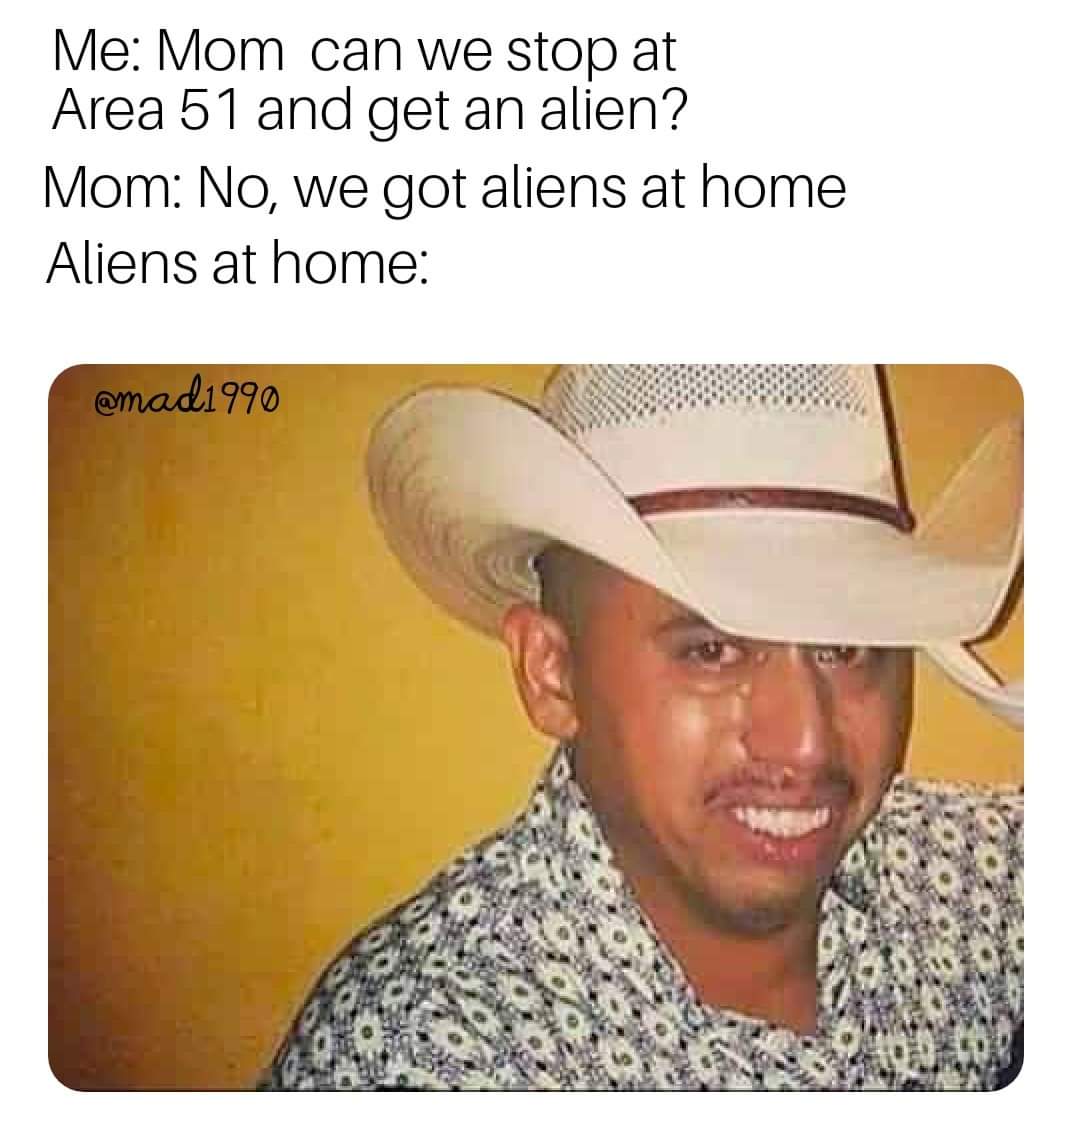 Me: Mom can we stop at
Area 51 and get an alien?
Mom: No, we got aliens at home
Aliens at home:
@mad1990